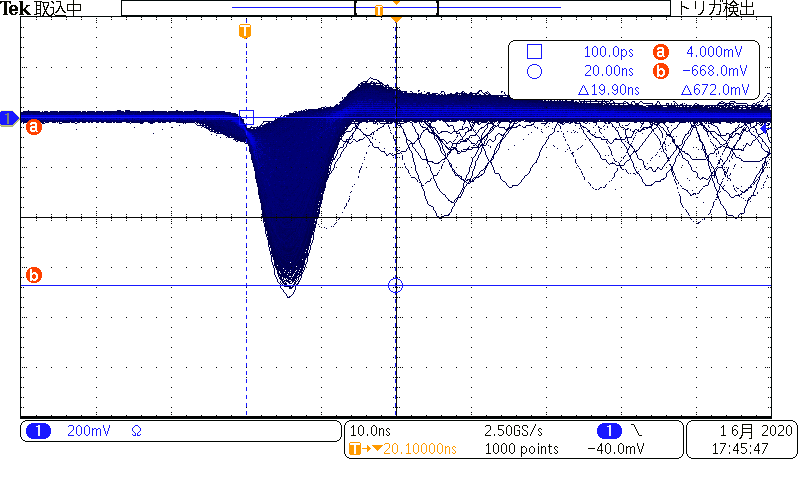 Tek 取込中 トリガ検出
T
T
100.0ps a 4.000mV
20.00ns b −668.0mV
△19.90ns △672.0mV
1
a
b
1 200mV Ω 10.0ns 2.50GS/s 1 1 6月 2020
T→▼20.10000ns 1000 points −40.0mV 17:45:47